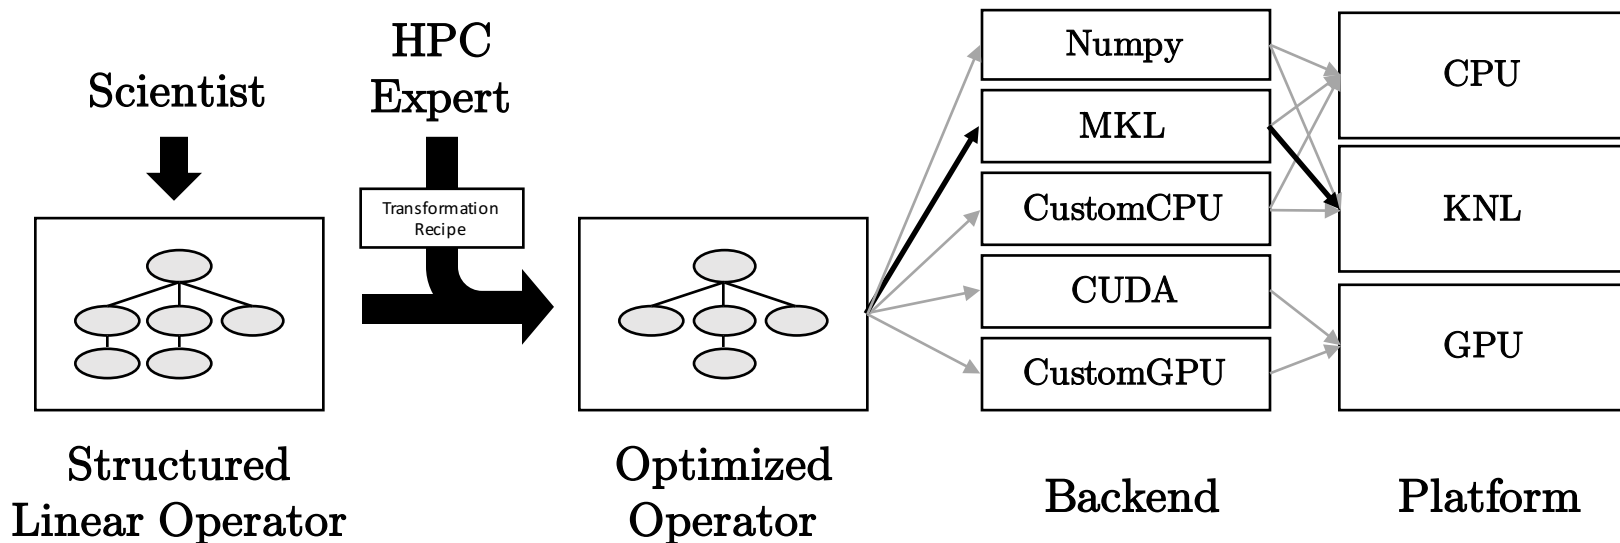 Scientist
HPC
Expert
Transformation
Recipe
Structured
Linear Operator
Optimized
Operator
Numpy
MKL
CustomCPU
CUDA
CustomGPU
Backend
CPU
KNL
GPU
Platform